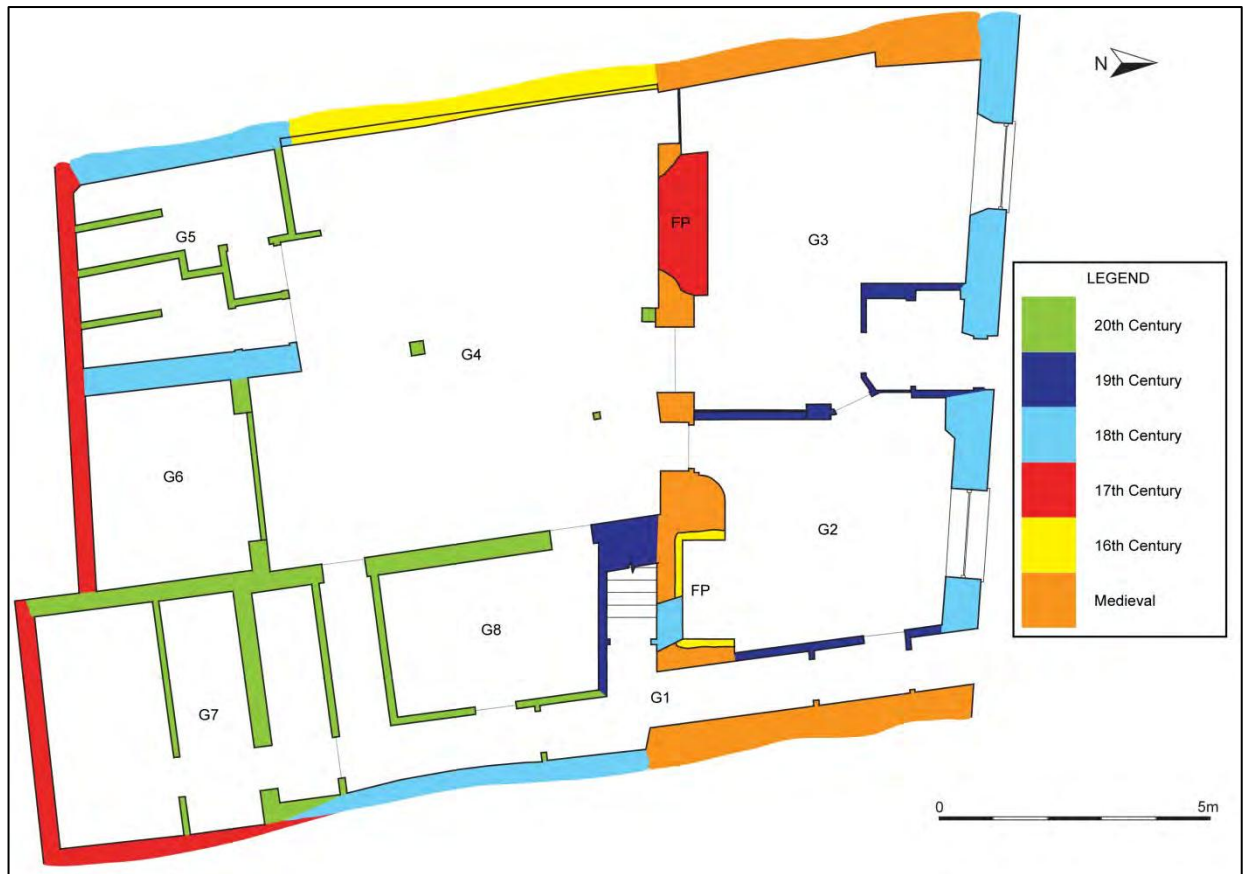 N
G5
FP
G3
LEGEND
20th Century
19th Century
18th Century
17th Century
16th Century
Medieval
G4
G6
G2
FP
G8
G1
G7
0
5m